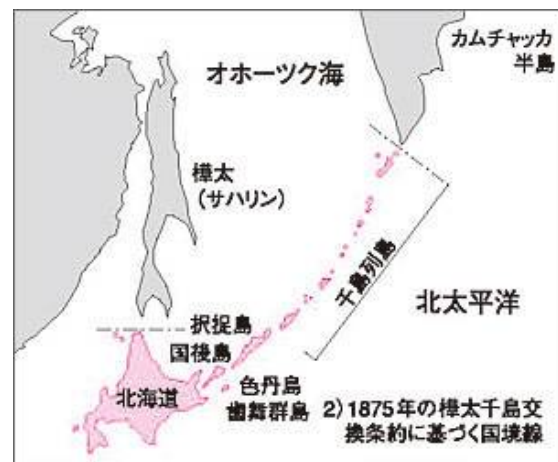 カムチャッカ
半島
オホーツク海
樺太
(サハリン)
千島列島
北太平洋
択捉島
国後島
北海道
色丹島
歯舞群島
2) 1875年の樺太千島交
換条約に基づく国境線